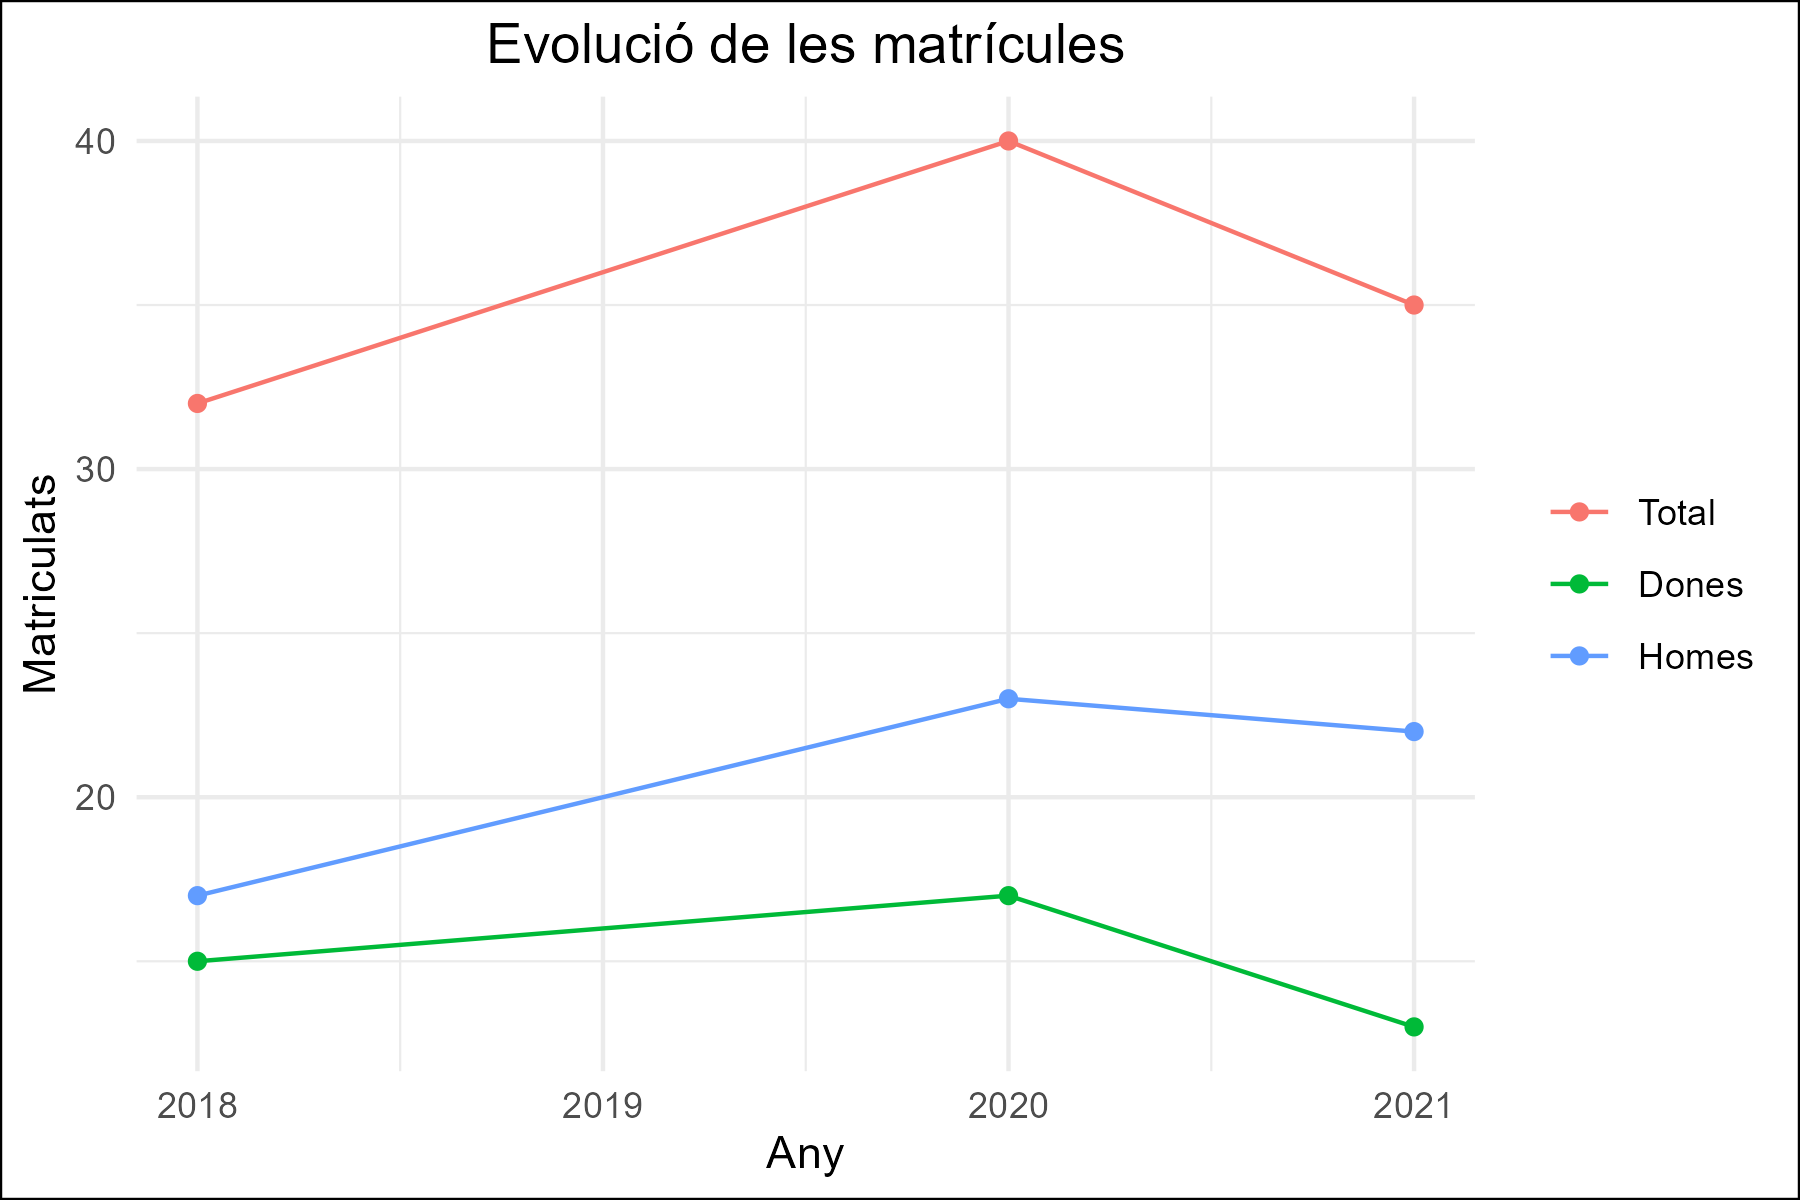 Evolució de les matrícules
40
30
20
Matriculats
2018
2019
2020
2021
Any
Total
Dones
Homes